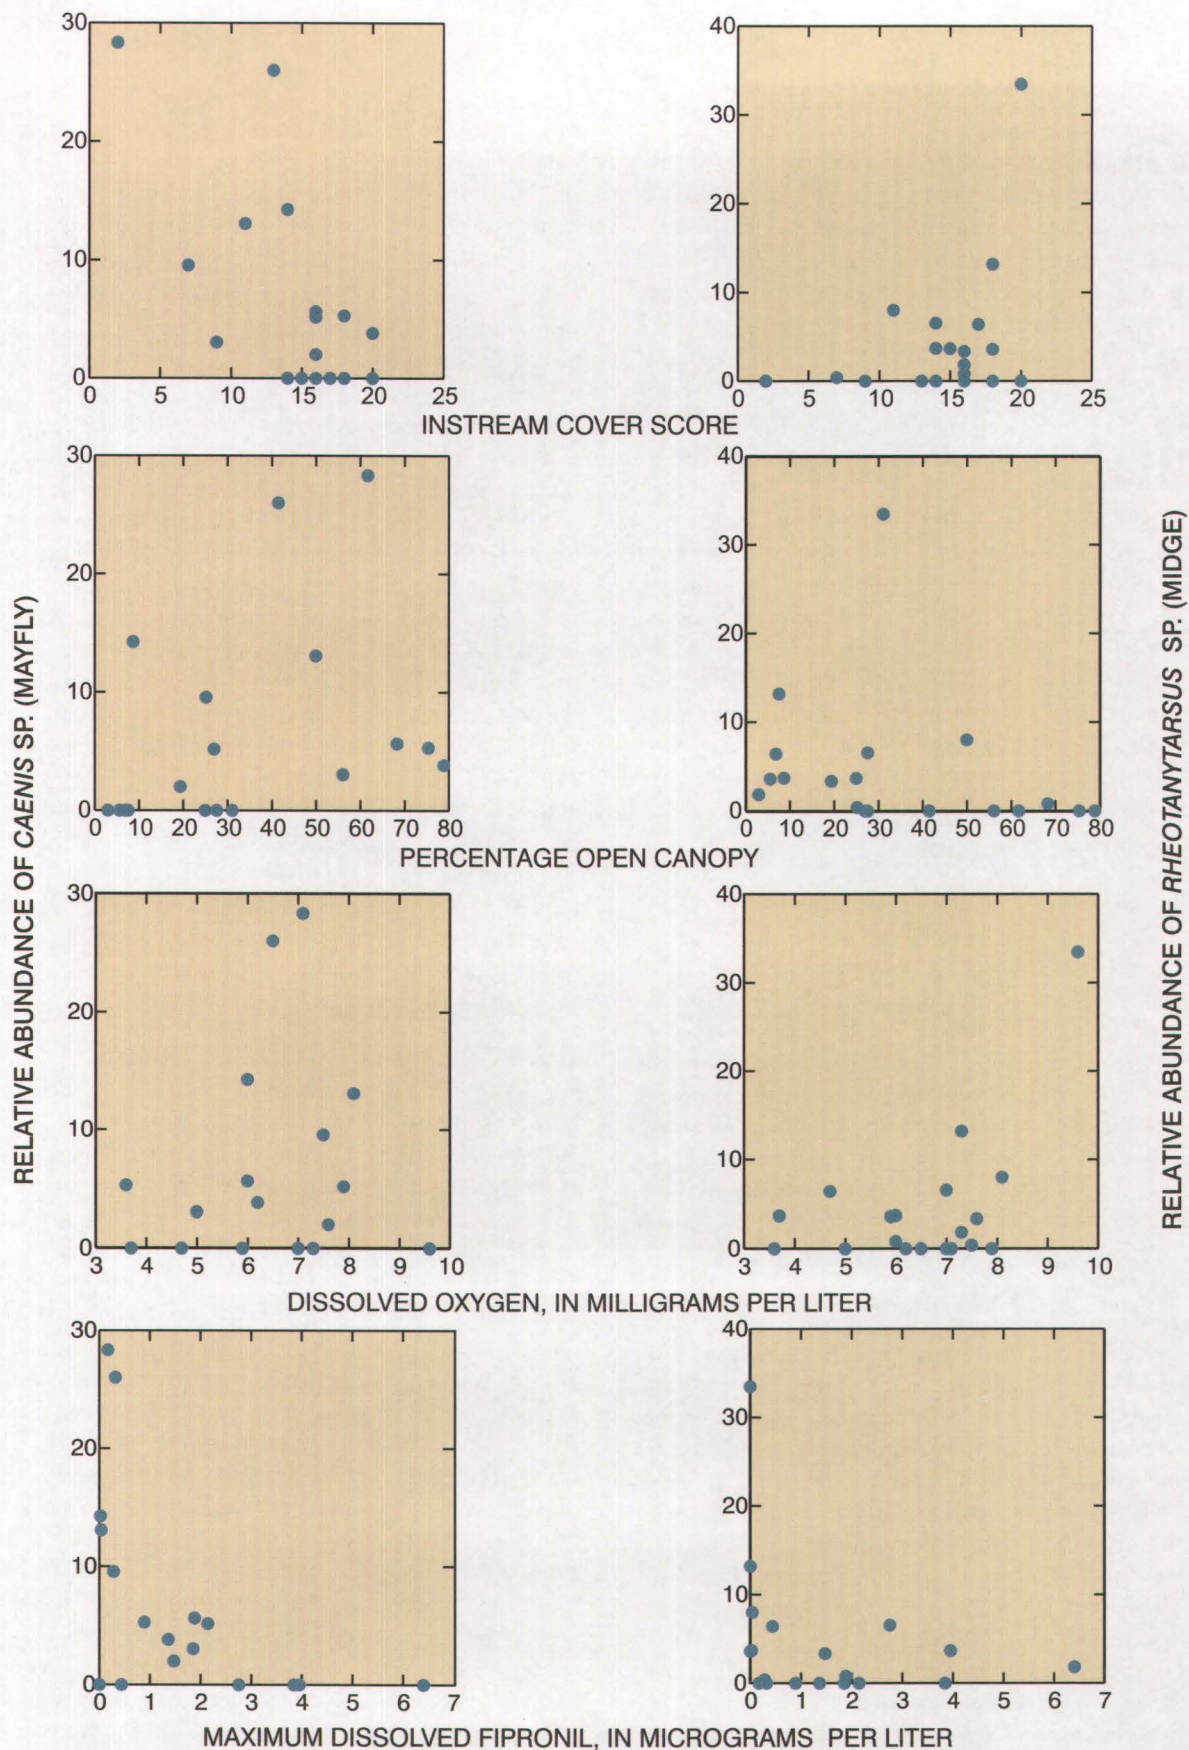 RELATIVE ABUNDANCE OF CAENIS SP. (MAYFLY)
30
20
10
0
0 5 10 15 20 25
40
30
20
10
0
0 5 10 15 20 25
INSTREAM COVER SCORE
30
20
10
0
0 10 20 30 40 50 60 70 80
40
30
20
10
0
0 10 20 30 40 50 60 70 80
PERCENTAGE OPEN CANOPY
30
20
10
0
3 4 5 6 7 8 9 10
40
30
20
10
0
3 4 5 6 7 8 9 10
DISSOLVED OXYGEN, IN MILLIGRAMS PER LITER
30
20
10
0
0 1 2 3 4 5 6 7
40
30
20
10
0
0 1 2 3 4 5 6 7
MAXIMUM DISSOLVED FIPRONIL, IN MICROGRAMS PER LITER
RELATIVE ABUNDANCE OF RHEOTANYTARSUS SP. (MIDGE)